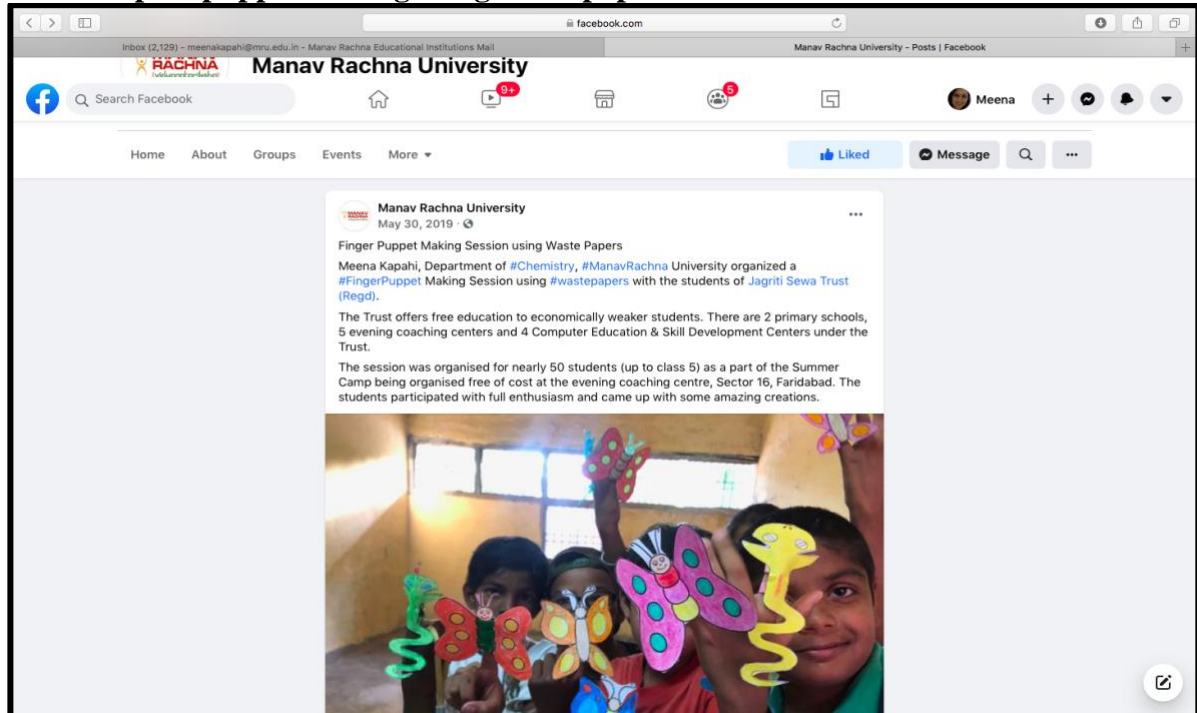 facebook.com
Inbox (2,129) – meenakapahi@mru.edu.in – Manav Rachna Educational Institutions Mail
Manav Rachna University – Posts | Facebook
RACHNA
Manav Rachna University
Search Facebook
9+
5
Meena
Home About Groups Events More
Liked
Message
Manav Rachna University
May 30, 2019 ·
Finger Puppet Making Session using Waste Papers
Meena Kapahi, Department of #Chemistry, #ManavRachna University organized a
#FingerPuppet Making Session using #wastepapers with the students of Jagriti Sewa Trust
(Regd).
The Trust offers free education to economically weaker students. There are 2 primary schools,
5 evening coaching centers and 4 Computer Education & Skill Development Centers under the
Trust.
The session was organised for nearly 50 students (up to class 5) as a part of the Summer
Camp being organised free of cost at the evening coaching centre, Sector 16, Faridabad. The
students participated with full enthusiasm and came up with some amazing creations.